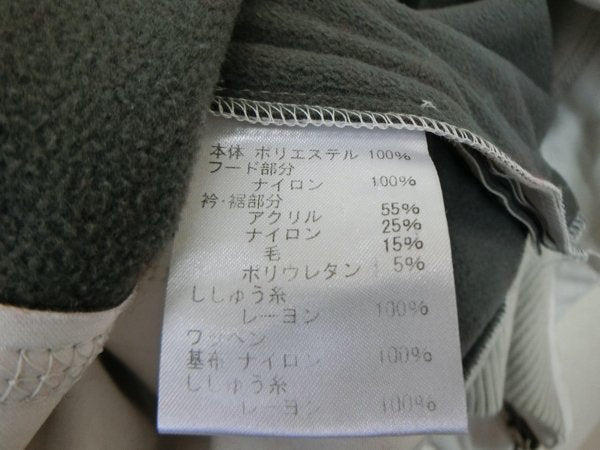 本体 ポリエステル 100%
フード部分
ナイロン 100%
衿・裾部分
アクリル 55%
ナイロン 25%
毛 15%
ポリウレタン 5%
ししゅう糸
レーヨン 100%
ワッペン
基布 ナイロン 100%
ししゅう糸
レーヨン 100%